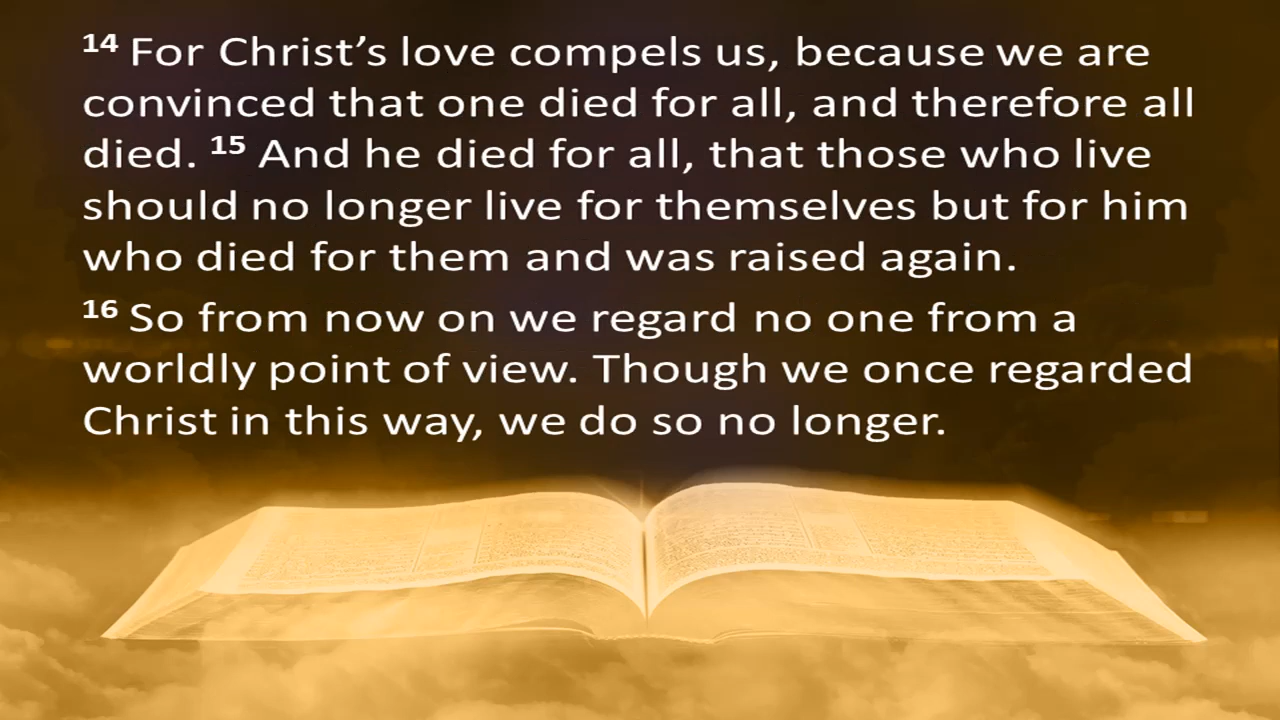 14 For Christ’s love compels us, because we are
convinced that one died for all, and therefore all
died. 15 And he died for all, that those who live
should no longer live for themselves but for him
who died for them and was raised again.
16 So from now on we regard no one from a
worldly point of view. Though we once regarded
Christ in this way, we do so no longer.